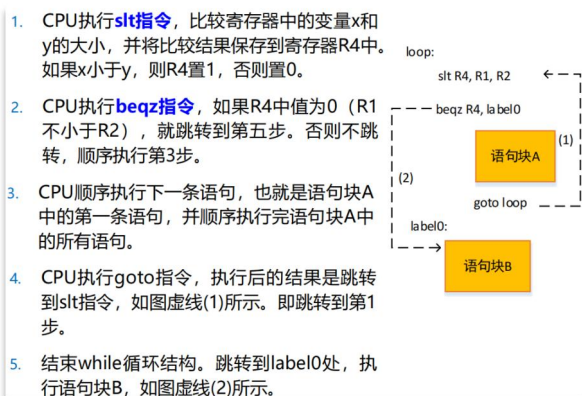 1. CPU执行slt指令，比较寄存器中的变量x和
y的大小，并将比较结果保存到寄存器R4中。
如果x小于y，则R4置1，否则置0。
2. CPU执行beqz指令，如果R4中值为0（R1
不小于R2），就跳转到第五步。否则不跳
转，顺序执行第3步。
3. CPU顺序执行下一条语句，也就是语句块A
中的第一条语句，并顺序执行完语句块A中
的所有语句。
4. CPU执行goto指令，执行后的结果是跳转
到slt指令，如图虚线(1)所示。即跳转到第1
步。
5. 结束while循环结构。跳转到label0处，执
行语句块B，如图虚线(2)所示。
loop:
slt R4, R1, R2
beqz R4, label0
语句块A
(1)
(2)
goto loop
label0:
语句块B